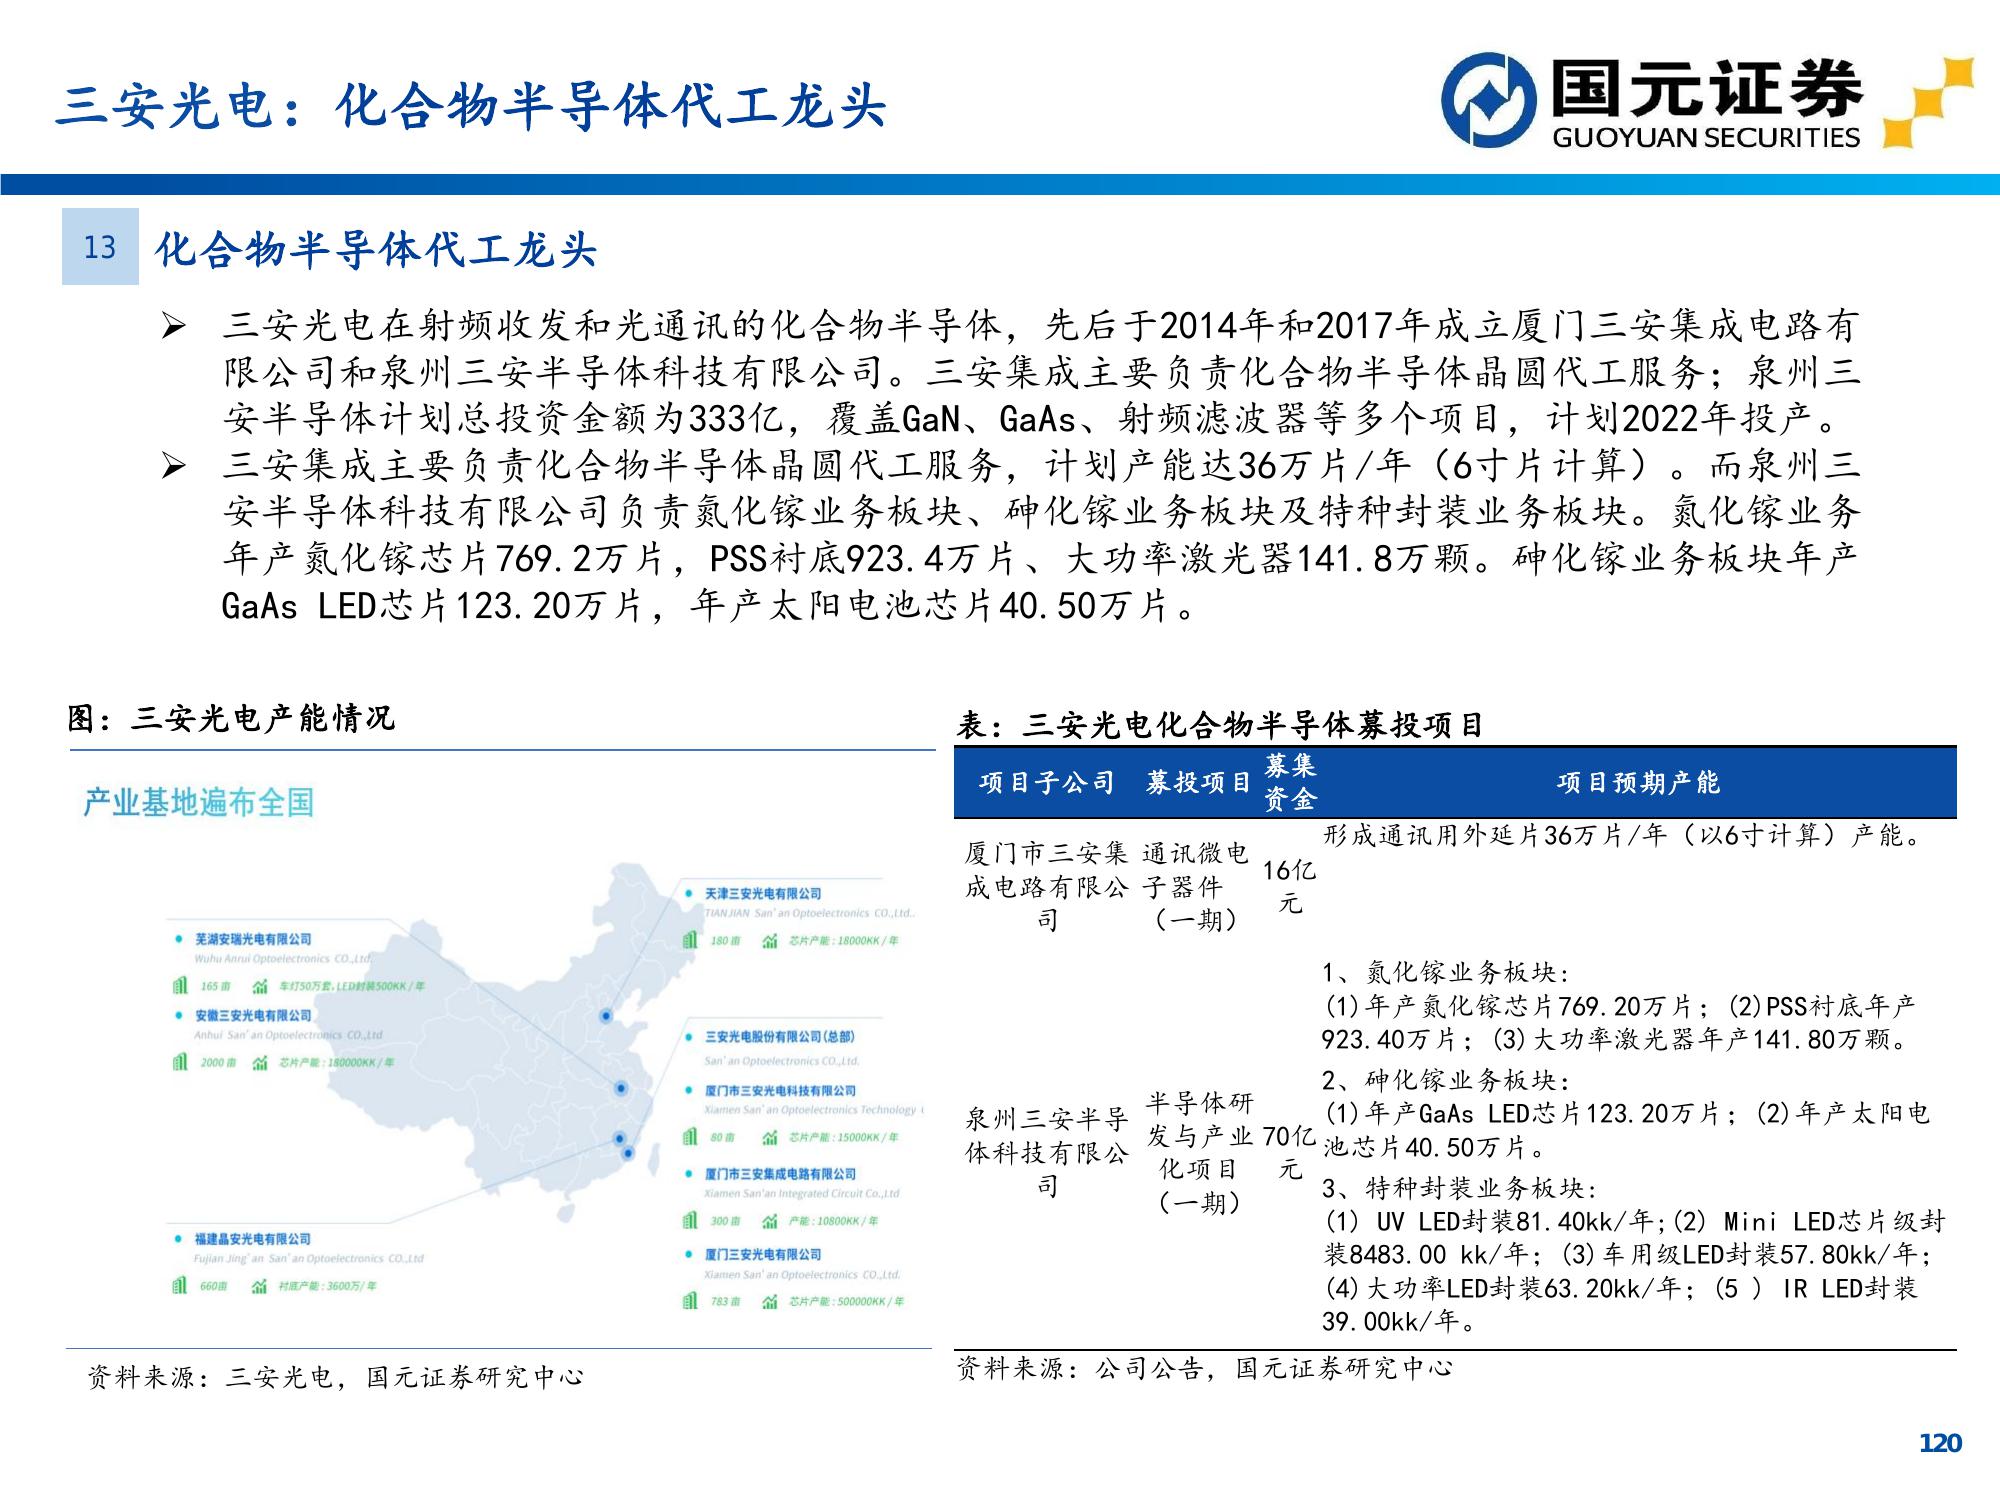 三安光电：化合物半导体代工龙头
国元证券
GUOYUAN SECURITIES
13
化合物半导体代工龙头
➢ 三安光电在射频收发和光通讯的化合物半导体，先后于2014年和2017年成立厦门三安集成电路有
限公司和泉州三安半导体科技有限公司。三安集成主要负责化合物半导体晶圆代工服务；泉州三
安半导体计划总投资金额为333亿，覆盖GaN、GaAs、射频滤波器等多个项目，计划2022年投产。
➢ 三安集成主要负责化合物半导体晶圆代工服务，计划产能达36万片/年（6寸片计算）。而泉州三
安半导体科技有限公司负责氮化镓业务板块、砷化镓业务板块及特种封装业务板块。氮化镓业务
年产氮化镓芯片769.2万片，PSS衬底923.4万片、大功率激光器141.8万颗。砷化镓业务板块年产
GaAs LED芯片123.20万片，年产太阳电池芯片40.50万片。
图：三安光电产能情况
产业基地遍布全国
芜湖安瑞光电有限公司
Wuhu Anrui Optoelectronics CO.,Ltd.
165亩 车灯50万套，LED封装500KK/年
安徽三安光电有限公司
Anhui San'an Optoelectronics CO.,Ltd
2000亩 芯片产能：180000KK/年
福建晶安光电有限公司
Fujian Jing'an San'an Optoelectronics CO.,Ltd
660亩 衬底产能：3600万/年
天津三安光电有限公司
TIANJIAN San'an Optoelectronics CO.,Ltd..
180亩 芯片产能：18000KK/年
三安光电股份有限公司（总部）
San'an Optoelectronics CO.,Ltd.
厦门市三安光电科技有限公司
Xiamen San'an Optoelectronics Technology
80亩 芯片产能：15000KK/年
厦门市三安集成电路有限公司
Xiamen San'an Integrated Circuit Co.,Ltd
300亩 产能：10800KK/年
厦门三安光电有限公司
Xiamen San'an Optoelectronics CO.,Ltd.
783亩 芯片产能：500000KK/年
资料来源：三安光电，国元证券研究中心
表：三安光电化合物半导体募投项目
项目子公司 募投项目 募集
资金 项目预期产能
厦门市三安集
成电路有限公
司
通讯微电
子器件
（一期）
16亿
元
形成通讯用外延片36万片/年（以6寸计算）产能。
泉州三安半导
体科技有限公
司
半导体研
发与产业
化项目
（一期）
70亿
元
1、氮化镓业务板块：
(1)年产氮化镓芯片769.20万片；(2)PSS衬底年产
923.40万片；(3)大功率激光器年产141.80万颗。
2、砷化镓业务板块：
(1)年产GaAs LED芯片123.20万片；(2)年产太阳电
池芯片40.50万片。
3、特种封装业务板块：
(1) UV LED封装81.40kk/年;(2) Mini LED芯片级封
装8483.00 kk/年；(3)车用级LED封装57.80kk/年；
(4)大功率LED封装63.20kk/年；(5 ) IR LED封装
39.00kk/年。
资料来源：公司公告，国元证券研究中心
120